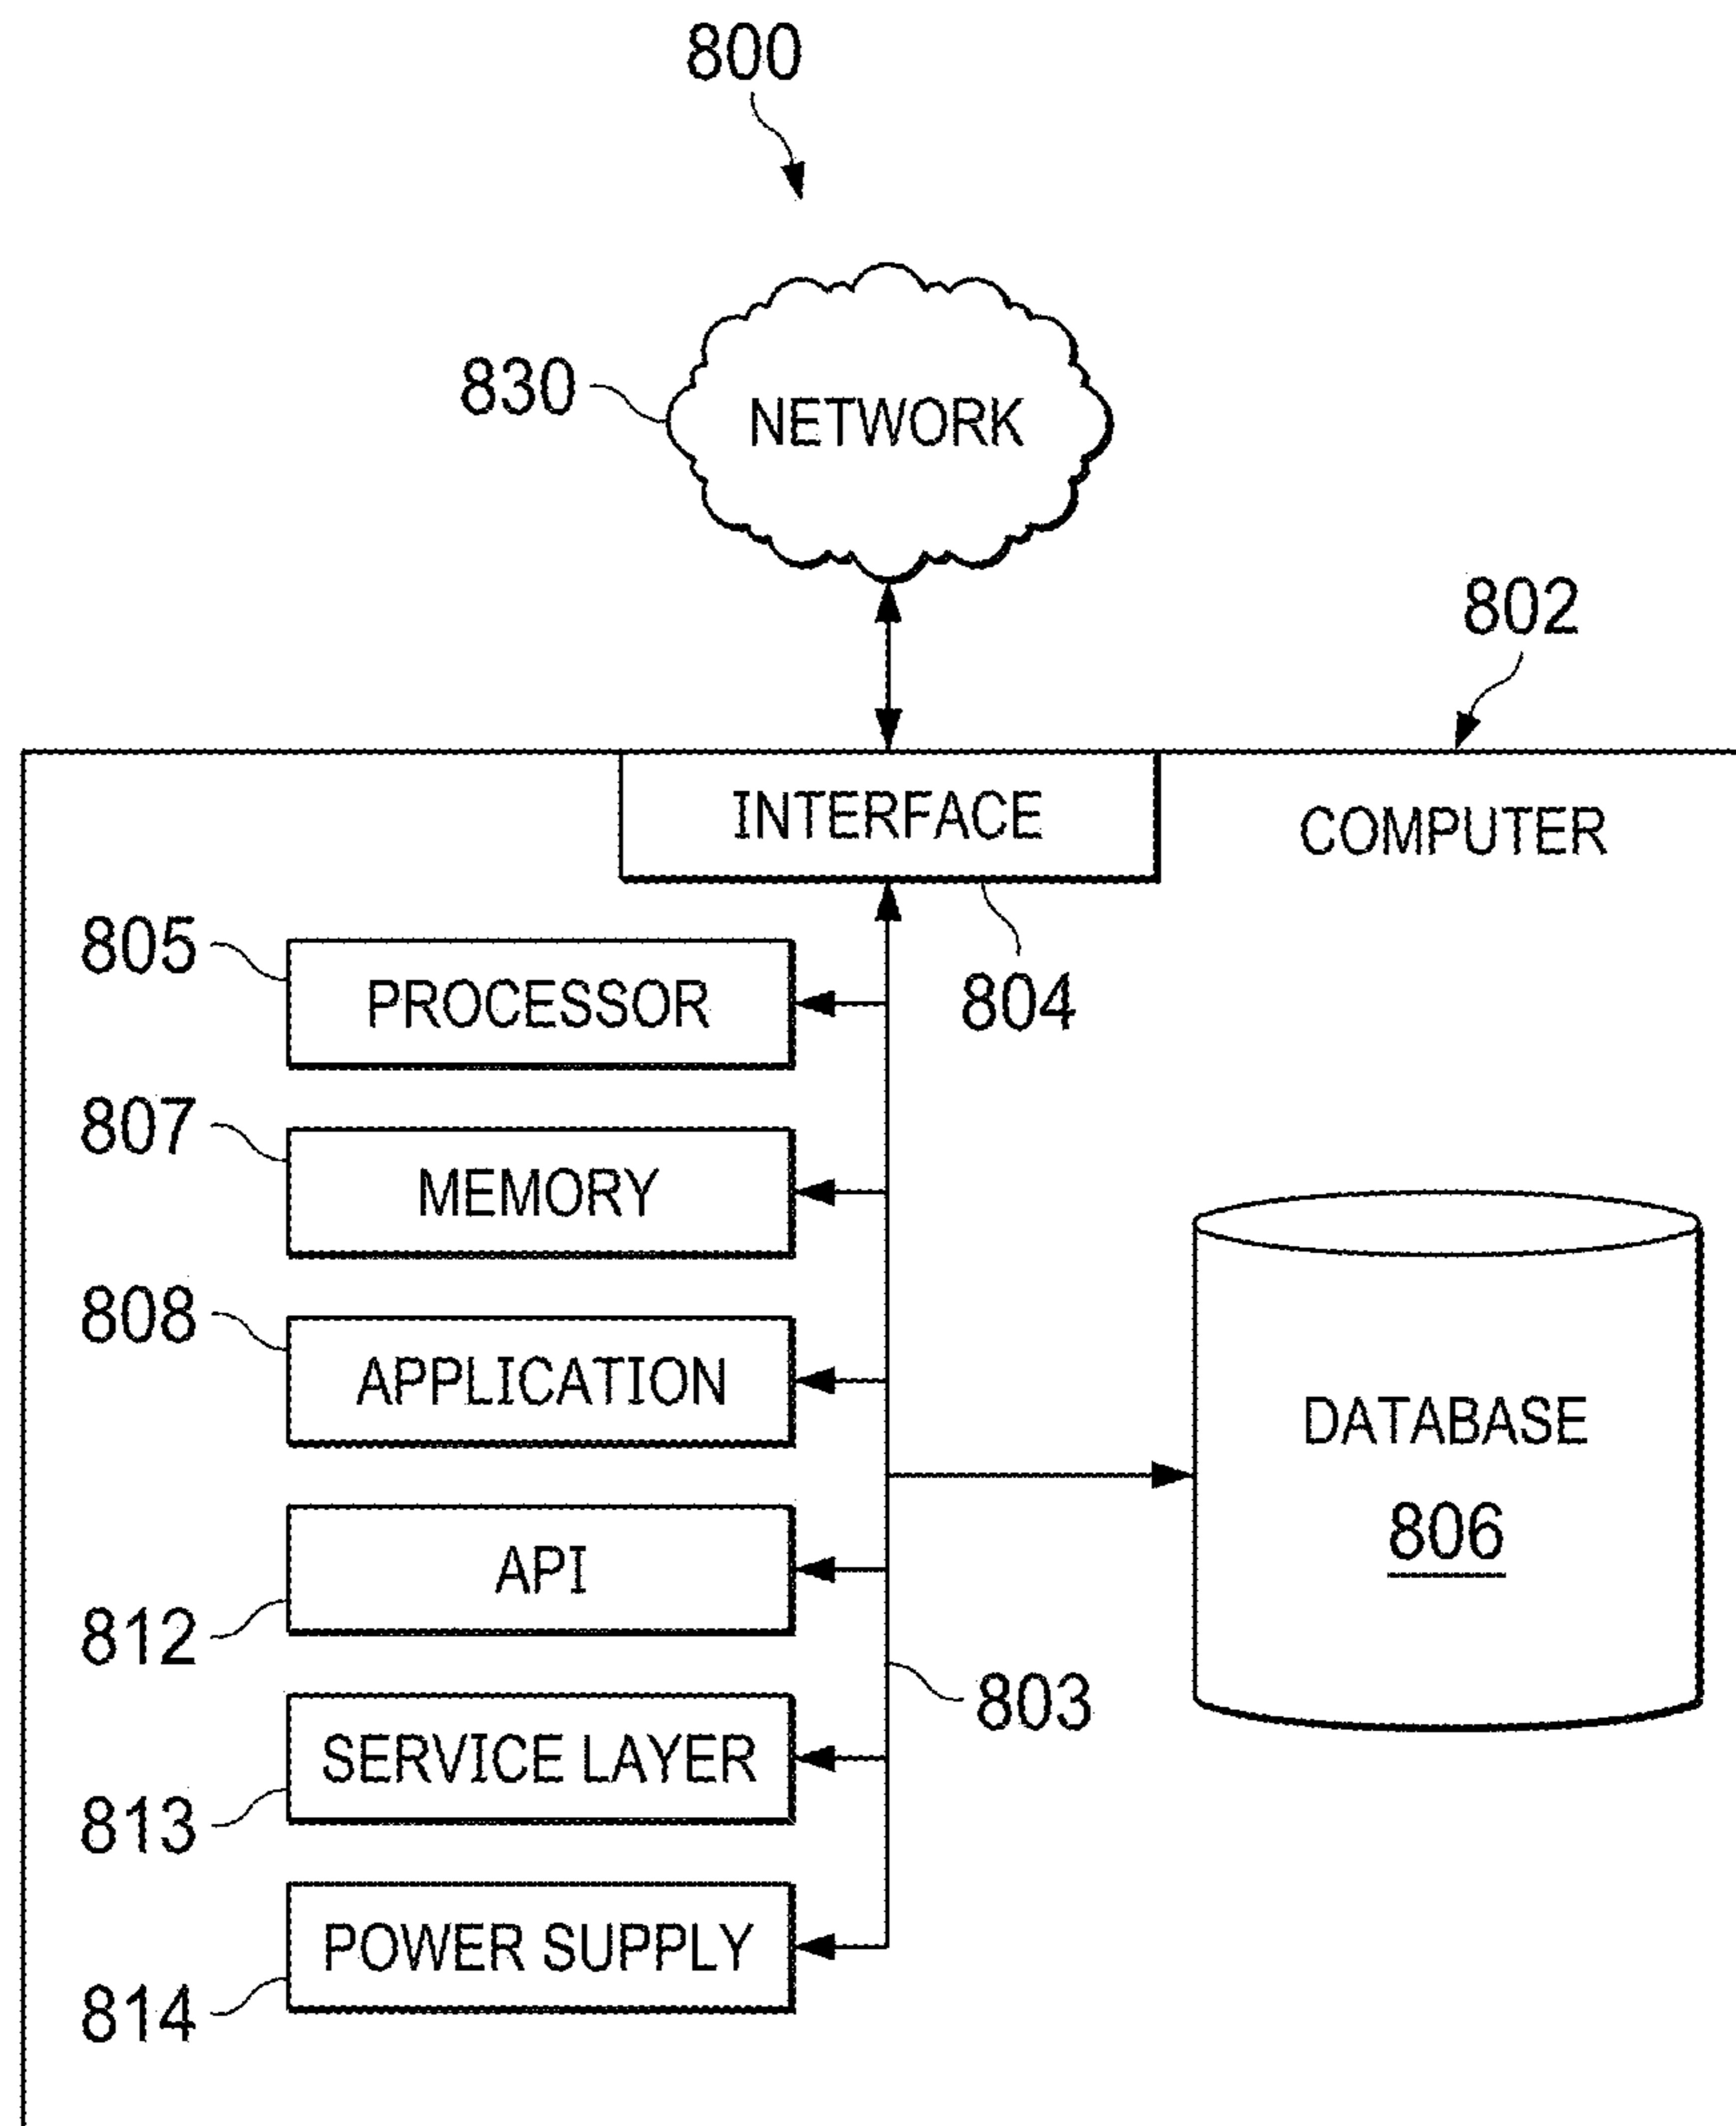 800
830
NETWORK
802
INTERFACE
COMPUTER
805
PROCESSOR
804
807
MEMORY
808
APPLICATION
DATABASE
806
API
812
803
SERVICE LAYER
813
POWER SUPPLY
814